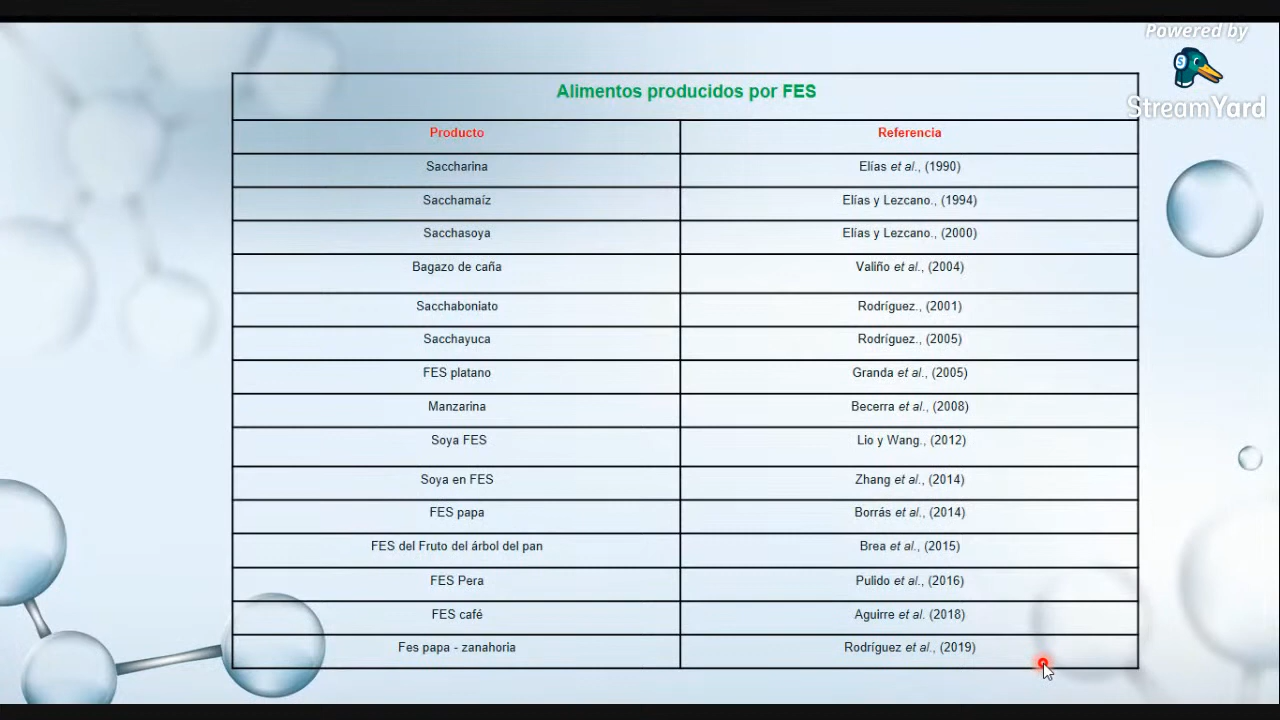 Powered by
StreamYard
Alimentos producidos por FES
Producto Referencia
Saccharina Elías et al., (1990)
Sacchamaíz Elías y Lezcano., (1994)
Sacchasoya Elías y Lezcano., (2000)
Bagazo de caña Valiño et al., (2004)
Sacchaboniato Rodríguez., (2001)
Sacchayuca Rodríguez., (2005)
FES platano Granda et al., (2005)
Manzarina Becerra et al., (2008)
Soya FES Lio y Wang., (2012)
Soya en FES Zhang et al., (2014)
FES papa Borrás et al., (2014)
FES del Fruto del árbol del pan Brea et al., (2015)
FES Pera Pulido et al., (2016)
FES café Aguirre et al. (2018)
Fes papa - zanahoria Rodríguez et al., (2019)